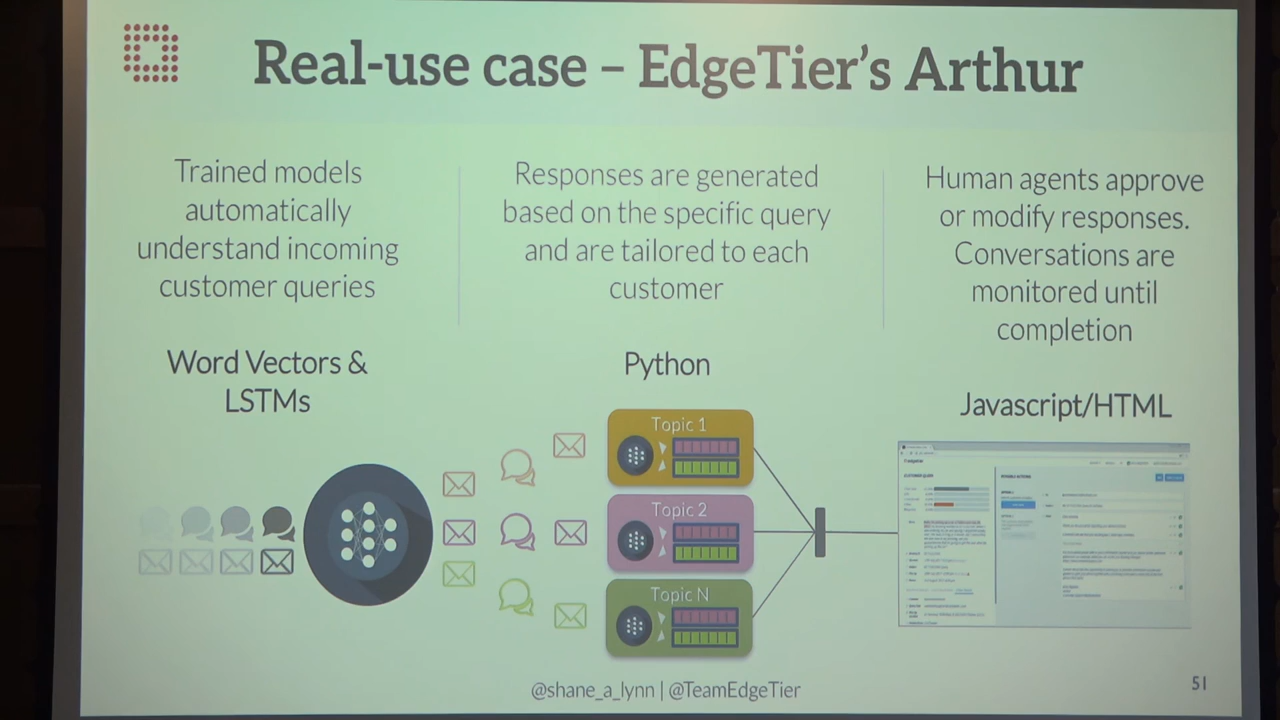 Real-use case – EdgeTier's Arthur
Trained models
automatically
understand incoming
customer queries
Responses are generated
based on the specific query
and are tailored to each
customer
Human agents approve
or modify responses.
Conversations are
monitored until
completion
Word Vectors &
LSTMs
Python
Javascript/HTML
Topic 1
Topic 2
Topic N
@shane_a_lynn | @TeamEdgeTier
51